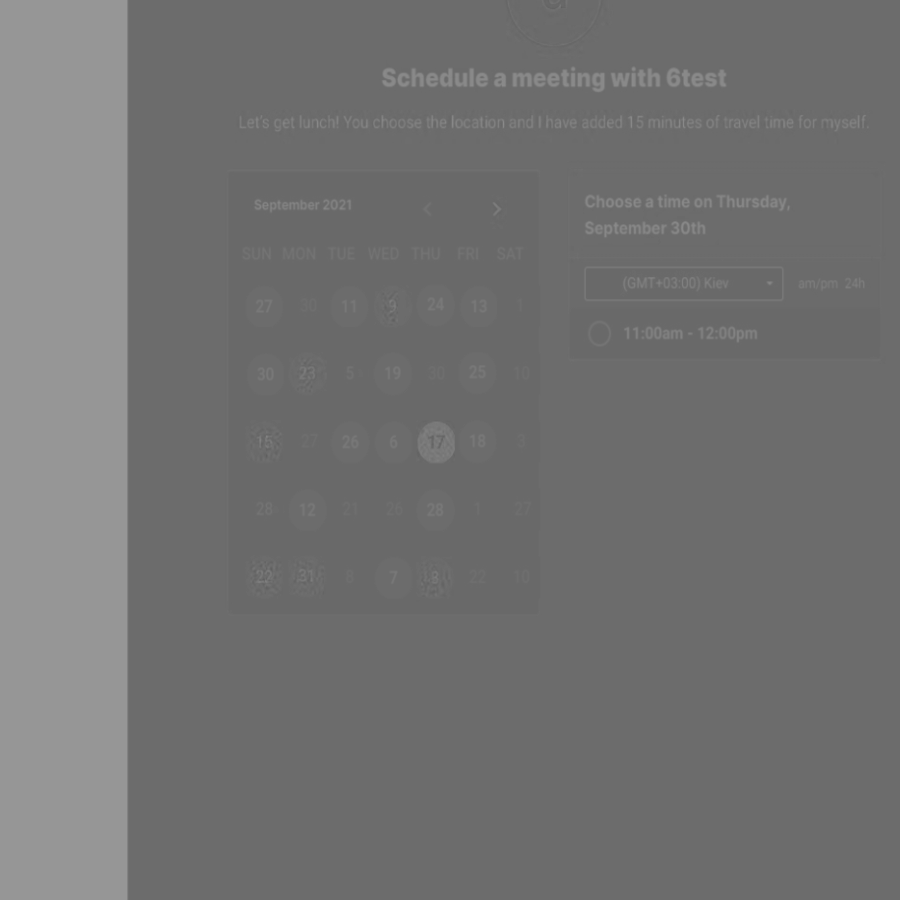 Schedule a meeting with 6test
Let's get lunch! You choose the location and I have added 15 minutes of travel time for myself.
September 2021
SUN MON TUE WED THU FRI SAT
27 30 11 9 24 13 1
30 23 5 19 30 25 10
15 27 26 6 17 18 3
28 12 21 26 28 1 27
22 31 6 7 8 22 10
Choose a time on Thursday,
September 30th
(GMT+03:00) Kiev
am/pm 24h
11:00am - 12:00pm